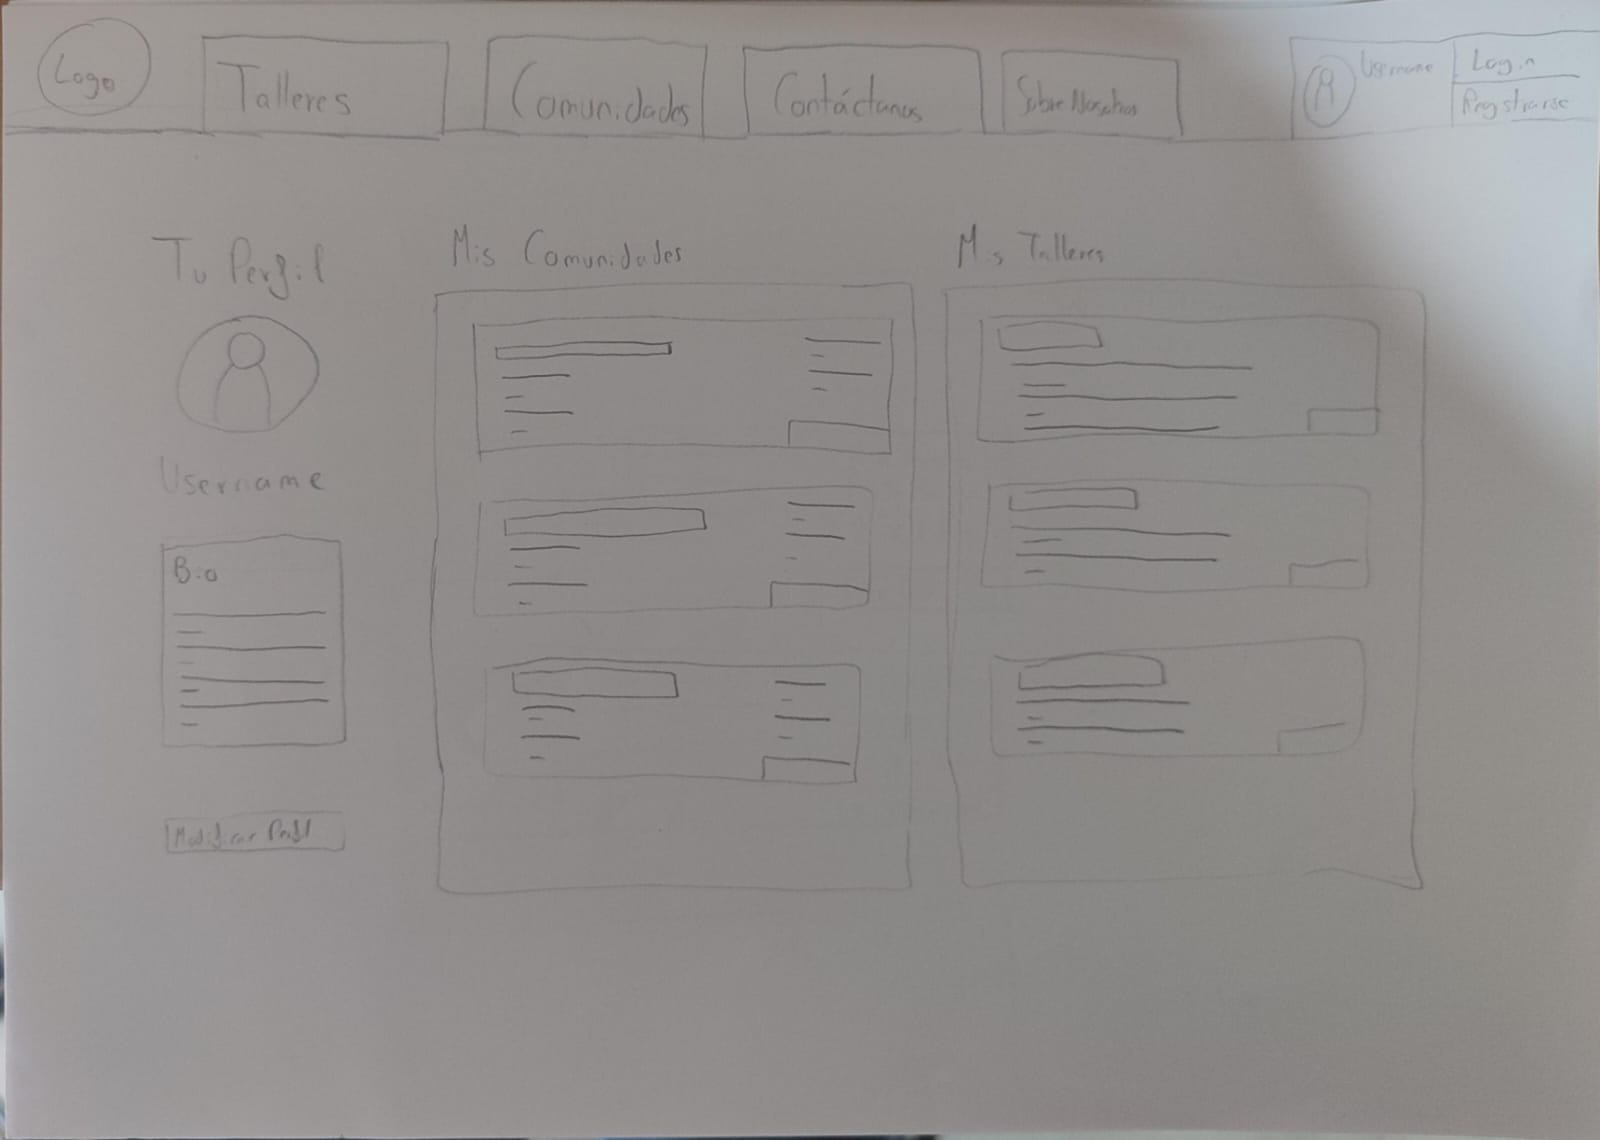 Logo
Talleres
Comunidades
Contáctanos
Sobre Nosotros
Username
Login
Registrarse
Tu Perfil
Username
Bio
Modificar Perfil
Mis Comunidades
Mis Talleres